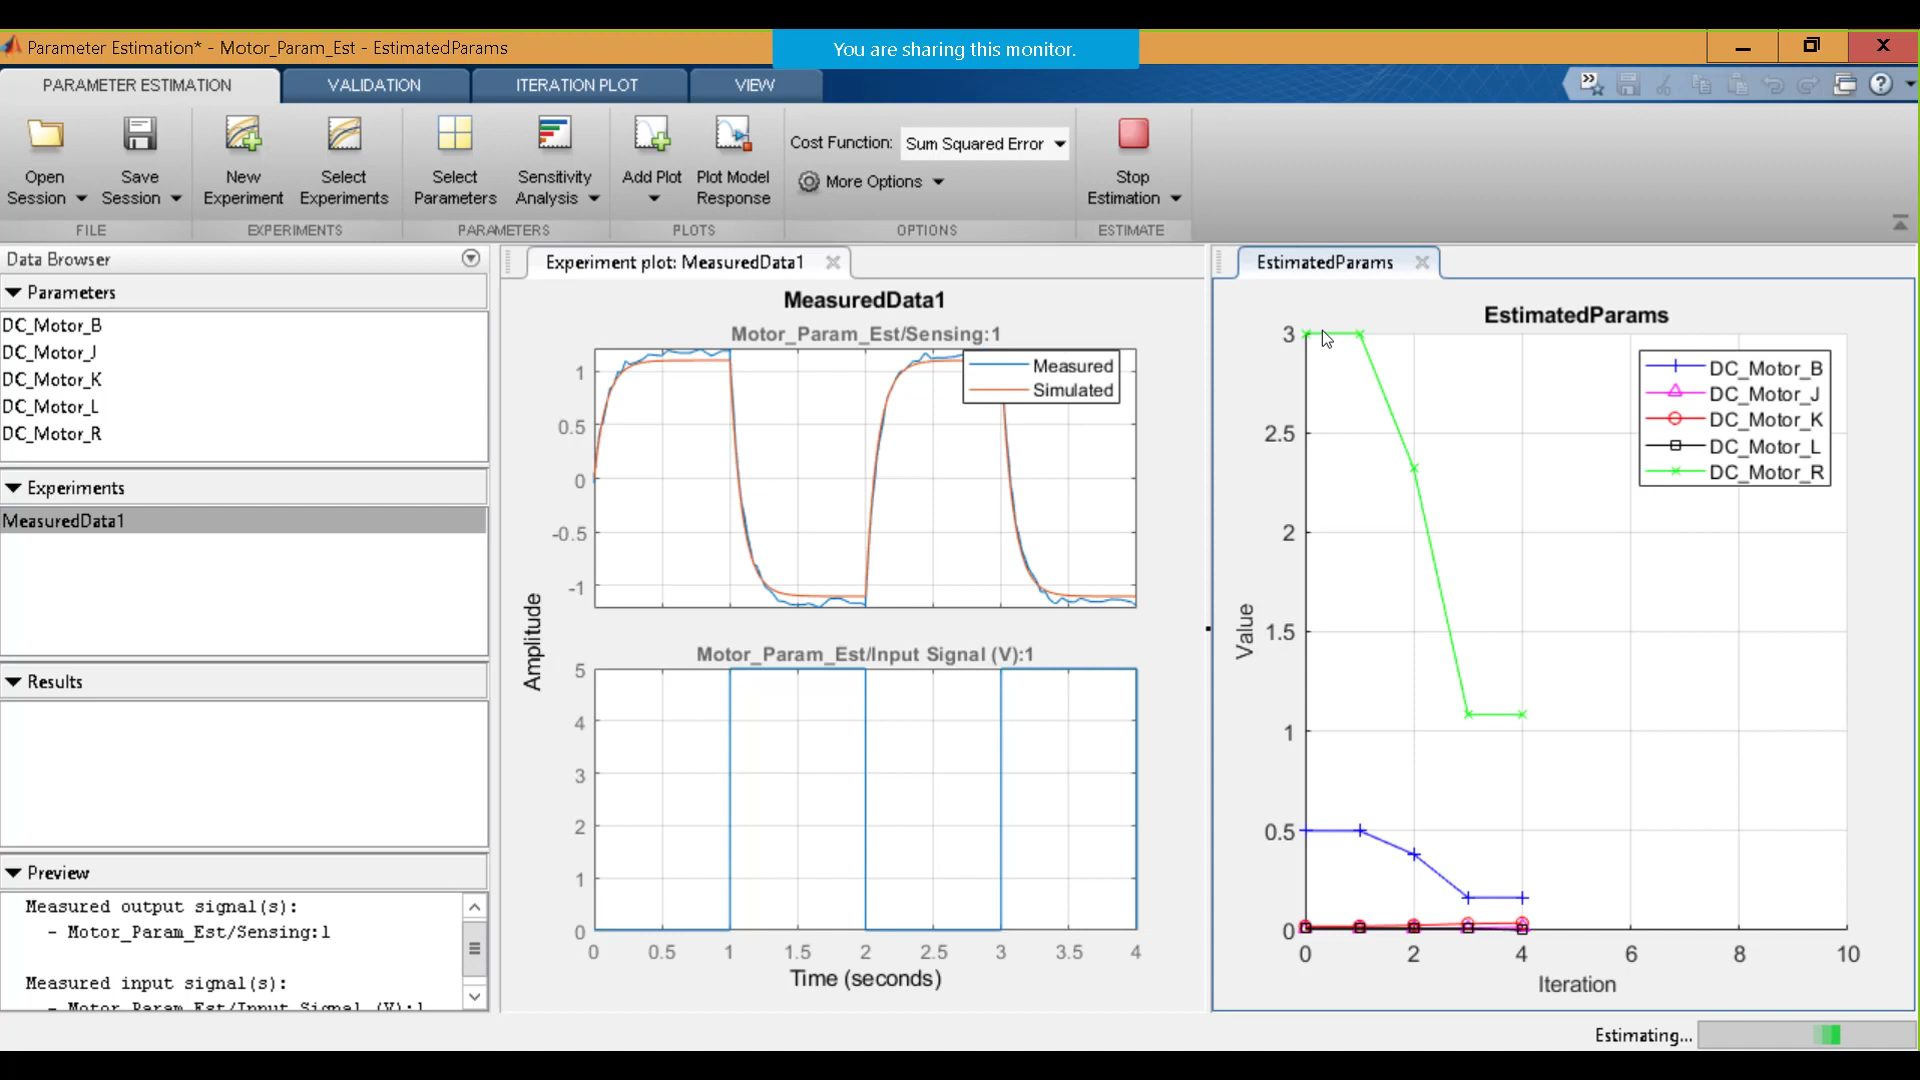 Parameter Estimation* - Motor_Param_Est - EstimatedParams
You are sharing this monitor.
PARAMETER ESTIMATION
VALIDATION
ITERATION PLOT
VIEW
Open Session
Save Session
New Experiment
Select Experiments
Select Parameters
Sensitivity Analysis
Add Plot
Plot Model Response
Cost Function: Sum Squared Error
More Options
Stop Estimation
FILE
EXPERIMENTS
PARAMETERS
PLOTS
OPTIONS
ESTIMATE
Data Browser
Parameters
DC_Motor_B
DC_Motor_J
DC_Motor_K
DC_Motor_L
DC_Motor_R
Experiments
MeasuredData1
Results
Preview
Measured output signal(s):
- Motor_Param_Est/Sensing:1
Measured input signal(s):
- Motor_Param_Est/Input Signal (V):1
Experiment plot: MeasuredData1
MeasuredData1
Motor_Param_Est/Sensing:1
Measured
Simulated
1
0.5
0
-0.5
-1
Amplitude
Motor_Param_Est/Input Signal (V):1
5
4
3
2
1
0
0 0.5 1 1.5 2 2.5 3 3.5 4
Time (seconds)
EstimatedParams
EstimatedParams
DC_Motor_B
DC_Motor_J
DC_Motor_K
DC_Motor_L
DC_Motor_R
3
2.5
2
1.5
1
0.5
0
Value
0 2 4 6 8 10
Iteration
Estimating...